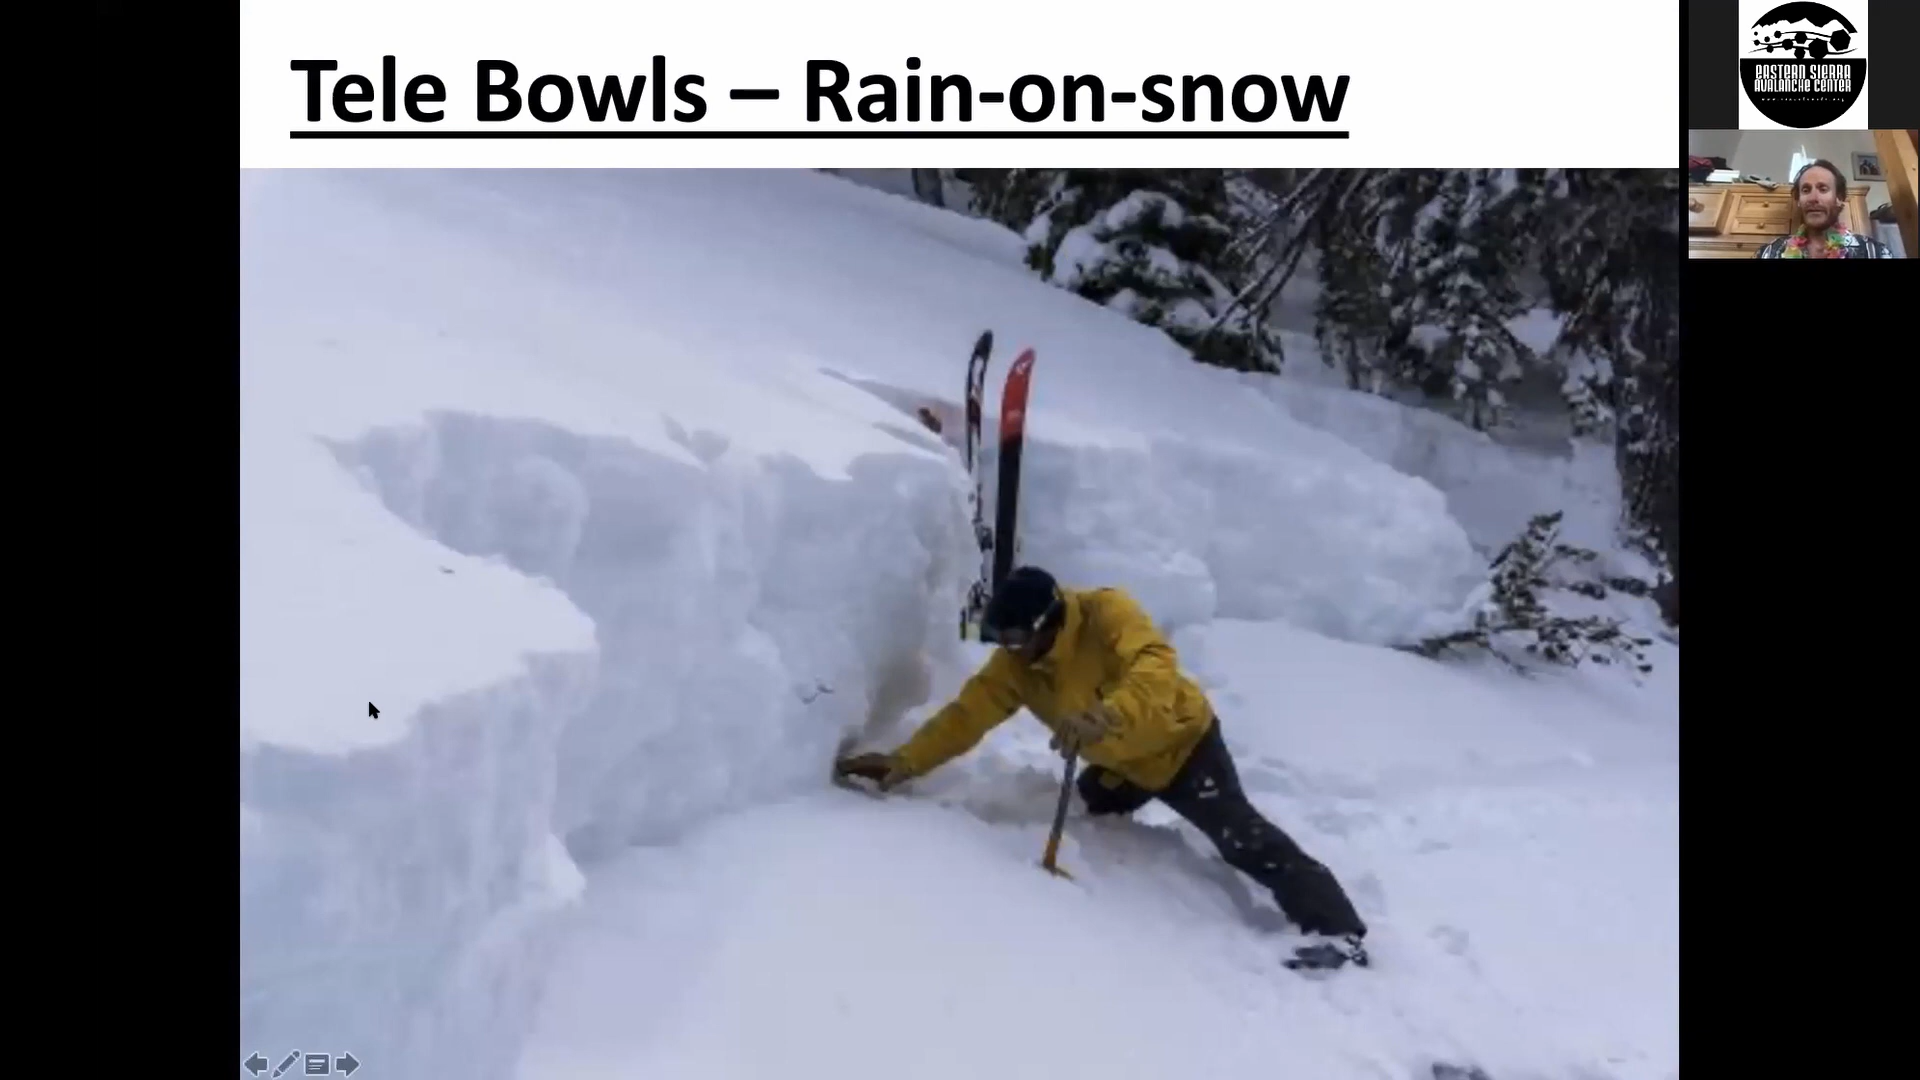 Tele Bowls – Rain-on-snow
EASTERN SIERRA
AVALANCHE CENTER